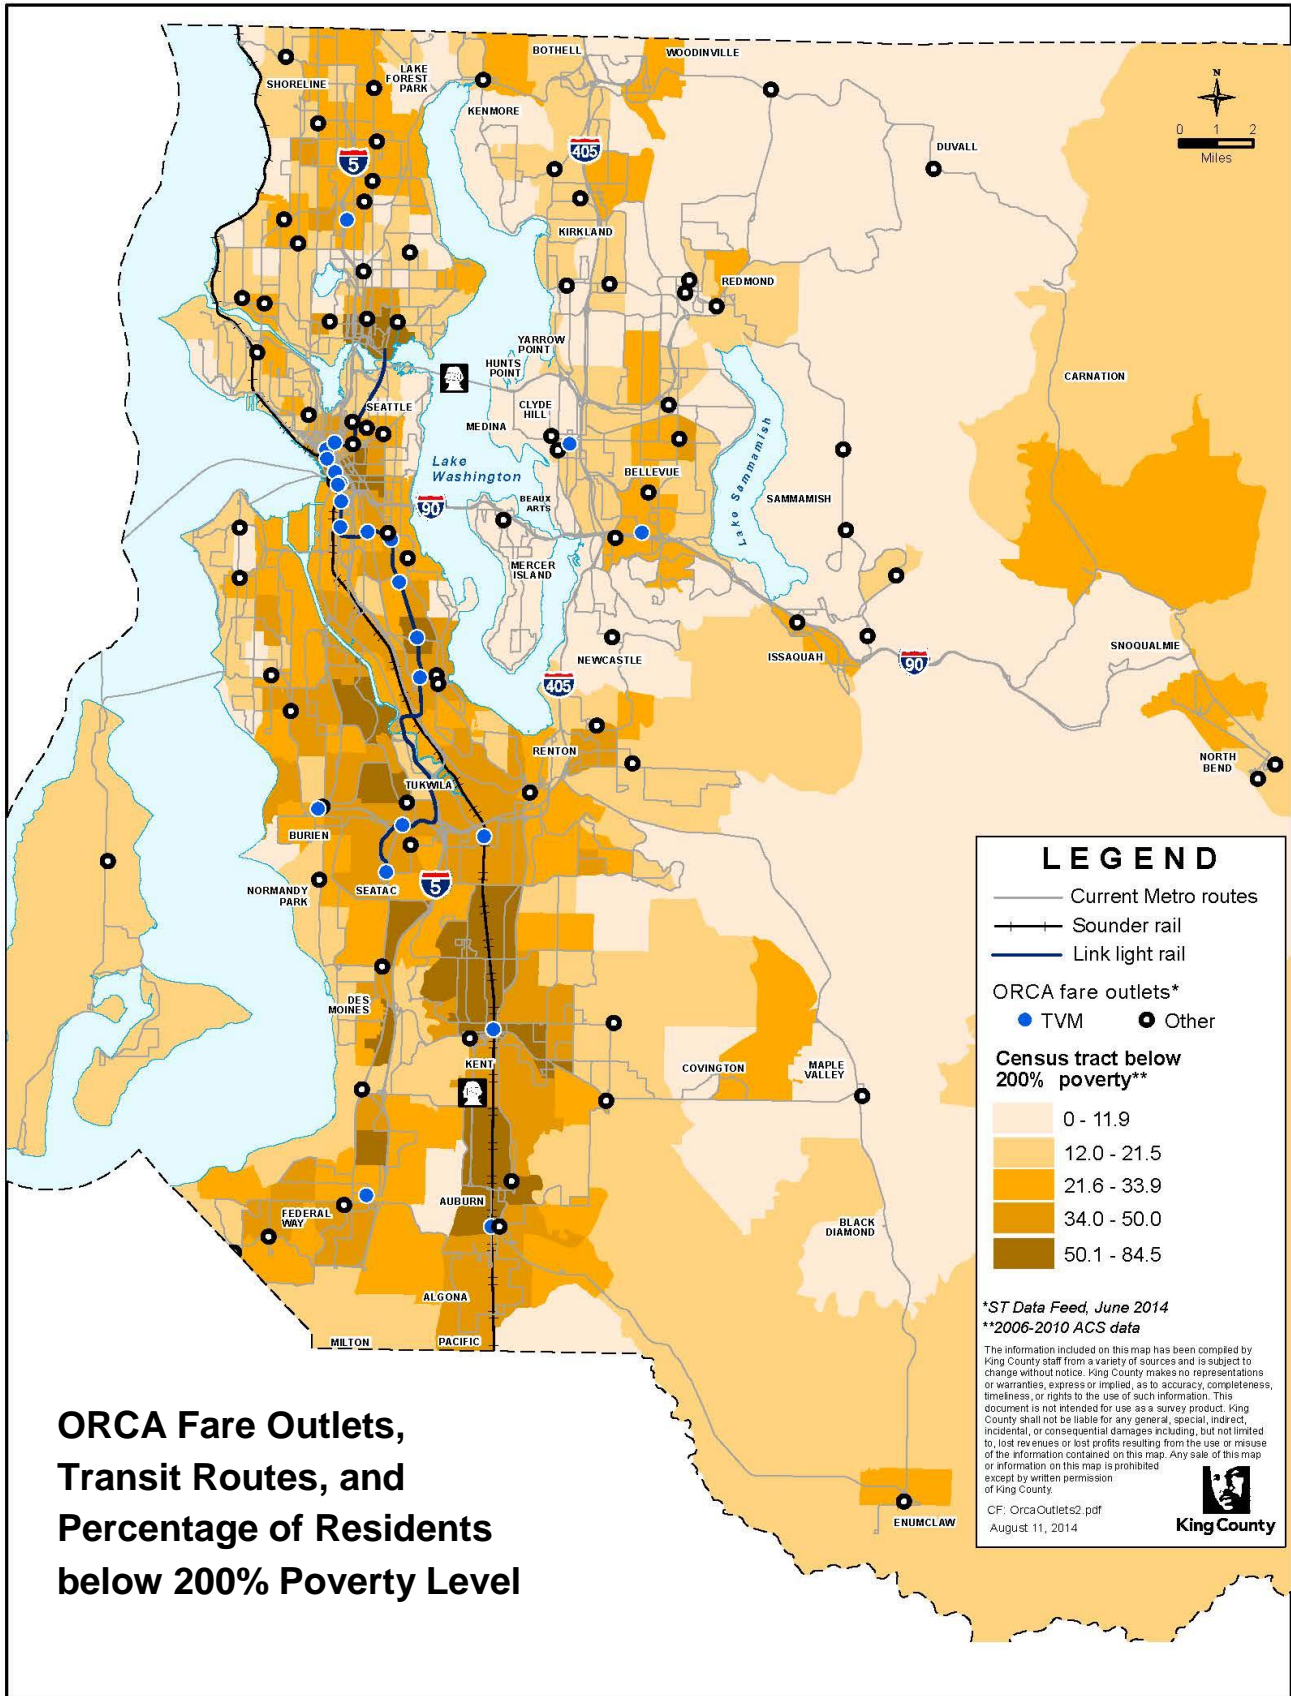 BOTHELL
WOODINVILLE
SHORELINE
LAKE
FOREST
PARK
KENMORE
N
0 1 2
Miles
5
405
DUVALL
KIRKLAND
REDMOND
YARROW
POINT
HUNTS
POINT
520
CARNATION
SEATTLE
CLYDE
HILL
MEDINA
Lake
Washington
BELLEVUE
Lake Sammamish
SAMMAMISH
90
BEAUX
ARTS
MERCER
ISLAND
NEWCASTLE
ISSAQUAH
SNOQUALMIE
90
405
RENTON
NORTH
BEND
TUKWILA
BURIEN
NORMANDY
PARK
SEATAC
5
DES
MOINES
KENT
COVINGTON
MAPLE
VALLEY
AUBURN
FEDERAL
WAY
BLACK
DIAMOND
ALGONA
MILTON
PACIFIC
ENUMCLAW
LEGEND
Current Metro routes
Sounder rail
Link light rail
ORCA fare outlets*
TVM Other
Census tract below
200% poverty**
0 - 11.9
12.0 - 21.5
21.6 - 33.9
34.0 - 50.0
50.1 - 84.5
*ST Data Feed, June 2014
**2006-2010 ACS data
The information included on this map has been compiled by
King County staff from a variety of sources and is subject to
change without notice. King County makes no representations
or warranties, express or implied, as to accuracy, completeness,
timeliness, or rights to the use of such information. This
document is not intended for use as a survey product. King
County shall not be liable for any general, special, indirect,
incidental, or consequential damages including, but not limited
to, lost revenues or lost profits resulting from the use or misuse
of the information contained on this map. Any sale of this map
or information on this map is prohibited
except by written permission
of King County.
CF: OrcaOutlets2.pdf
August 11, 2014
King County
ORCA Fare Outlets,
Transit Routes, and
Percentage of Residents
below 200% Poverty Level